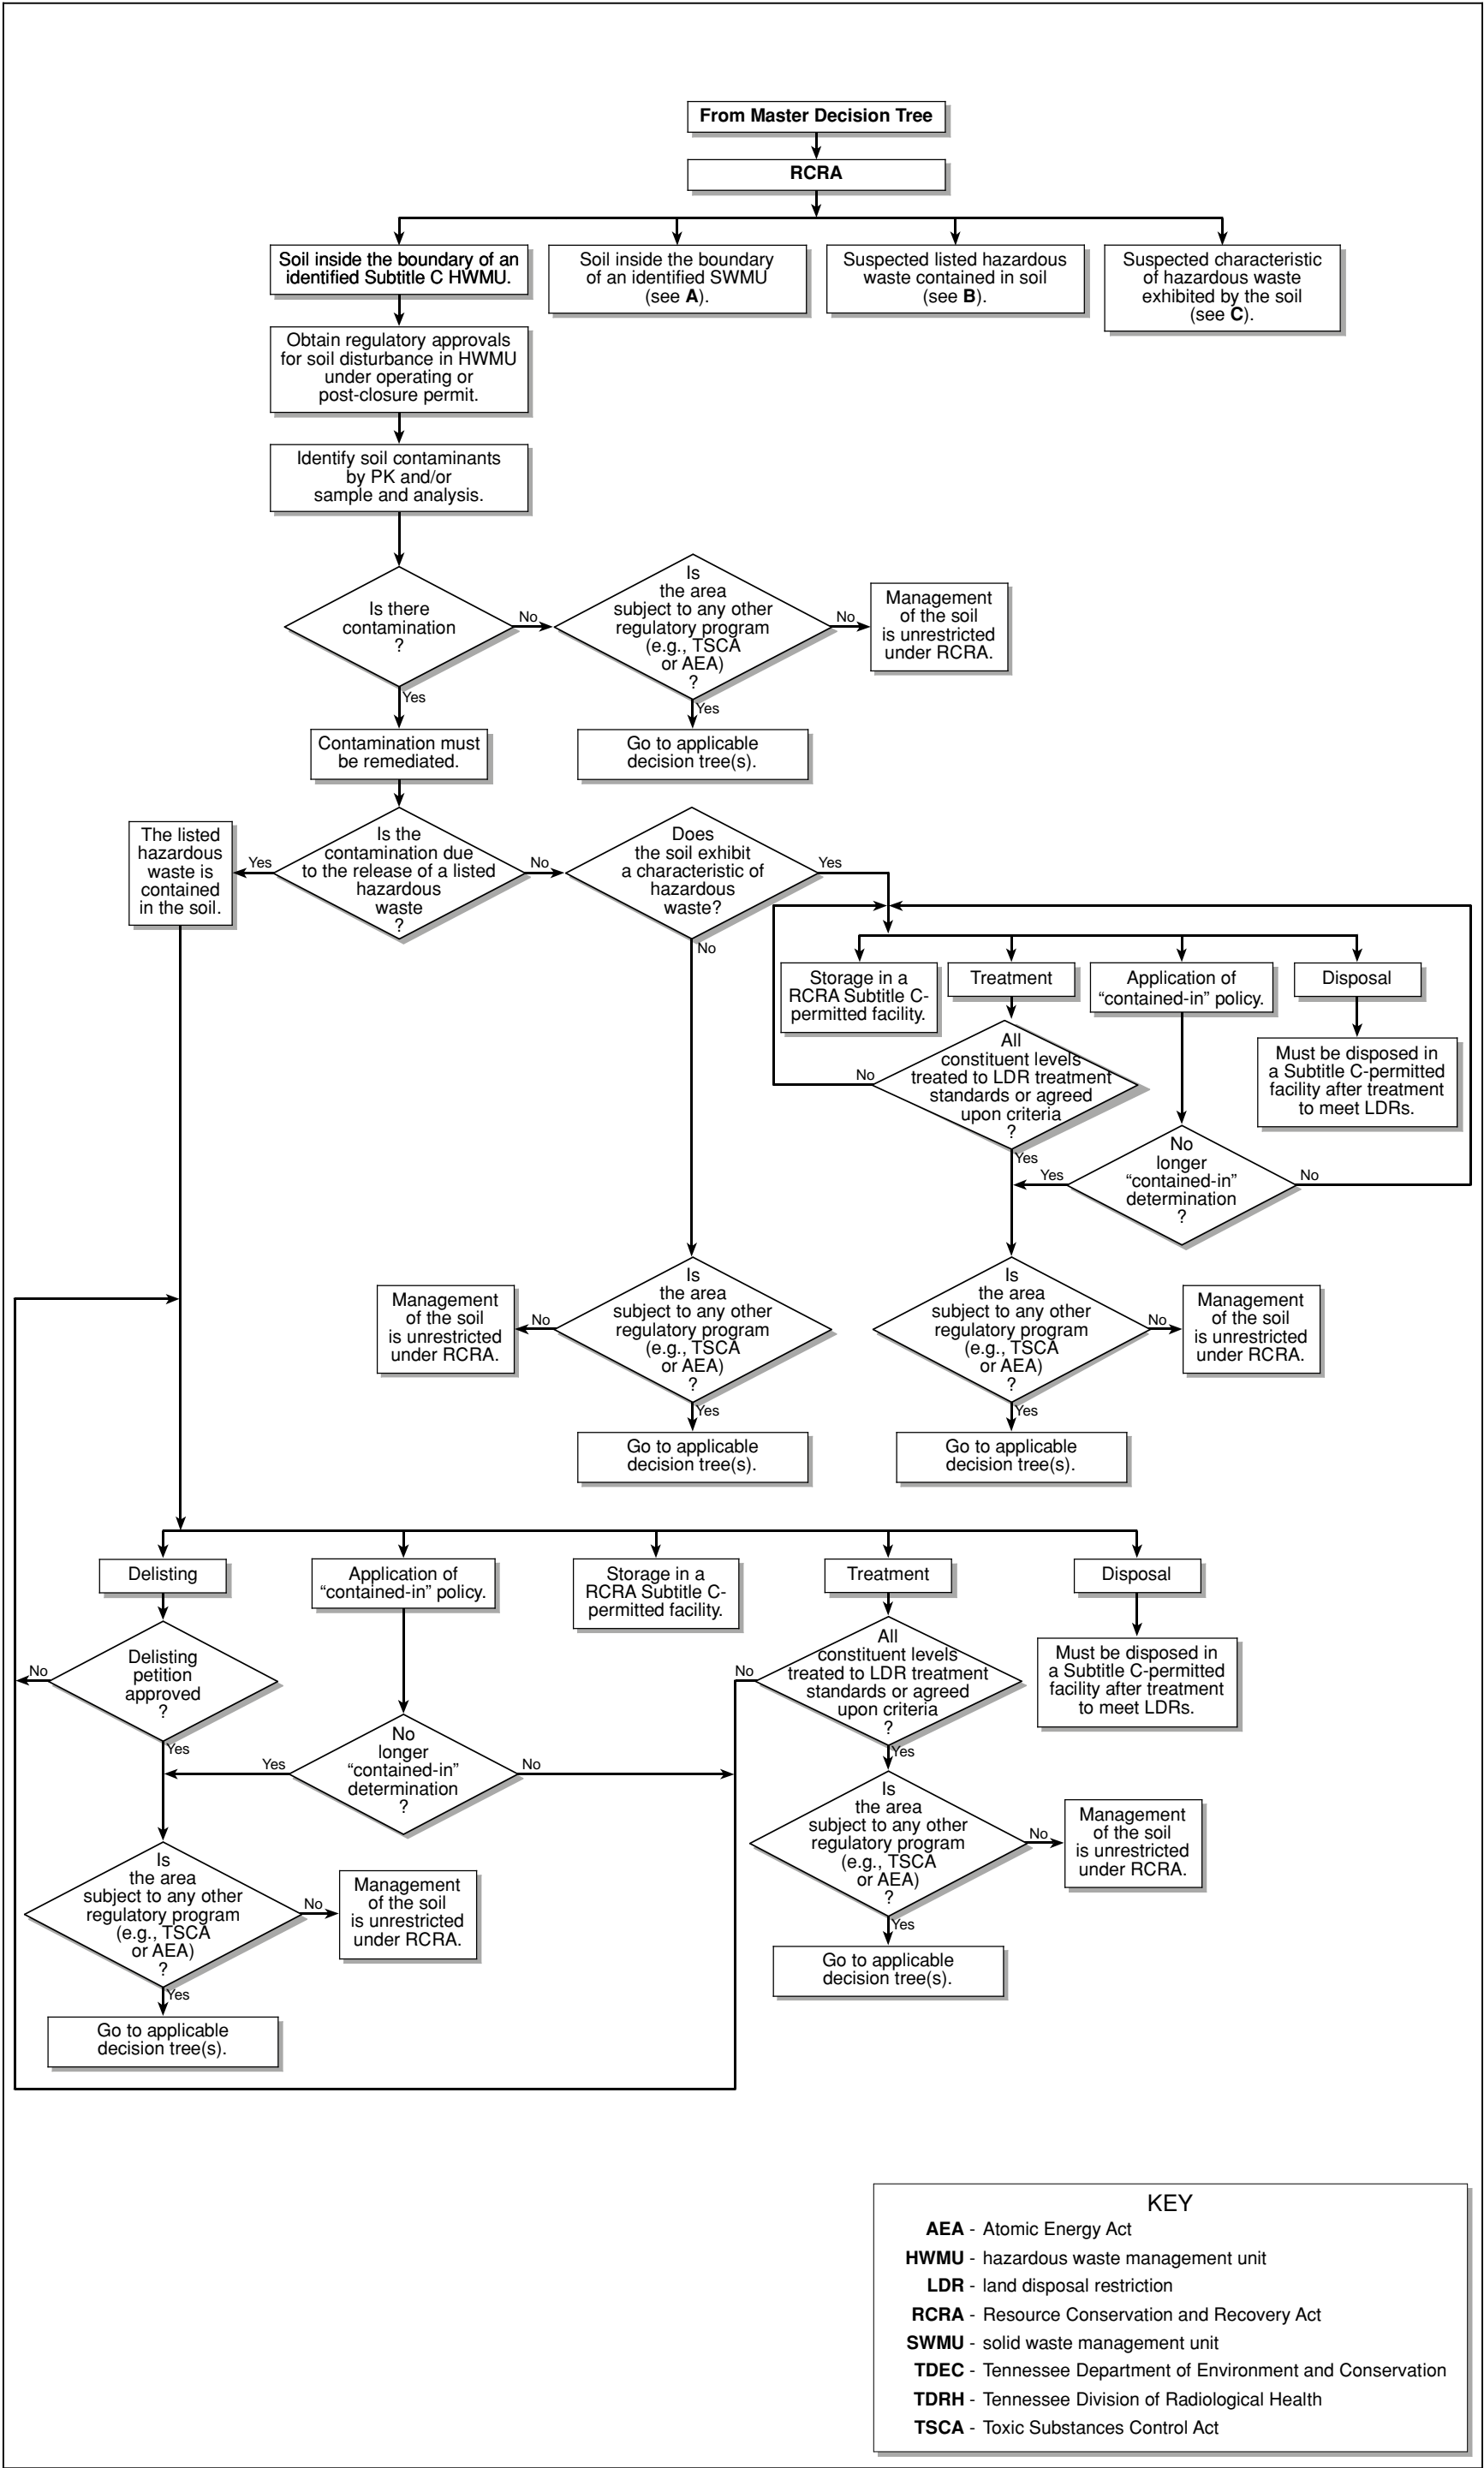 From Master Decision Tree
RCRA
Soil inside the boundary of an
identified Subtitle C HWMU.
Soil inside the boundary
of an identified SWMU
(see A).
Suspected listed hazardous
waste contained in soil
(see B).
Suspected characteristic
of hazardous waste
exhibited by the soil
(see C).
Obtain regulatory approvals
for soil disturbance in HWMU
under operating or
post-closure permit.
Identify soil contaminants
by PK and/or
sample and analysis.
Is there
contamination
?
No
Yes
Is
the area
subject to any other
regulatory program
(e.g., TSCA
or AEA)
?
No
Yes
Management
of the soil
is unrestricted
under RCRA.
Contamination must
be remediated.
Go to applicable
decision tree(s).
The listed
hazardous
waste is
contained
in the soil.
Yes
Is the
contamination due
to the release of a listed
hazardous
waste
?
No
Does
the soil exhibit
a characteristic of
hazardous
waste?
Yes
No
Storage in a
RCRA Subtitle C-
permitted facility.
Treatment
Application of
“contained-in” policy.
Disposal
No
All
constituent levels
treated to LDR treatment
standards or agreed
upon criteria
?
Yes
Must be disposed in
a Subtitle C-permitted
facility after treatment
to meet LDRs.
Yes
No
longer
“contained-in”
determination
?
No
Management
of the soil
is unrestricted
under RCRA.
No
Is
the area
subject to any other
regulatory program
(e.g., TSCA
or AEA)
?
Yes
Go to applicable
decision tree(s).
Is
the area
subject to any other
regulatory program
(e.g., TSCA
or AEA)
?
No
Yes
Management
of the soil
is unrestricted
under RCRA.
Go to applicable
decision tree(s).
Delisting
Application of
“contained-in” policy.
Storage in a
RCRA Subtitle C-
permitted facility.
Treatment
Disposal
No
Delisting
petition
approved
?
Yes
Yes
No
longer
“contained-in”
determination
?
No
No
All
constituent levels
treated to LDR treatment
standards or agreed
upon criteria
?
Yes
Must be disposed in
a Subtitle C-permitted
facility after treatment
to meet LDRs.
Is
the area
subject to any other
regulatory program
(e.g., TSCA
or AEA)
?
No
Yes
Management
of the soil
is unrestricted
under RCRA.
Go to applicable
decision tree(s).
Is
the area
subject to any other
regulatory program
(e.g., TSCA
or AEA)
?
No
Yes
Management
of the soil
is unrestricted
under RCRA.
Go to applicable
decision tree(s).
KEY
AEA - Atomic Energy Act
HWMU - hazardous waste management unit
LDR - land disposal restriction
RCRA - Resource Conservation and Recovery Act
SWMU - solid waste management unit
TDEC - Tennessee Department of Environment and Conservation
TDRH - Tennessee Division of Radiological Health
TSCA - Toxic Substances Control Act